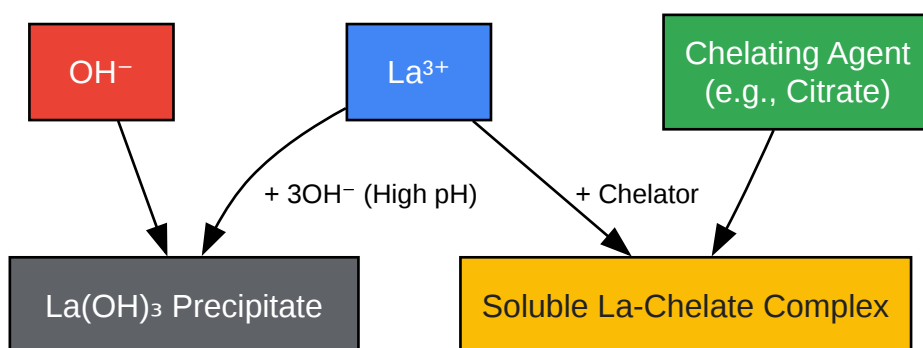 OH⁻
La³⁺
Chelating Agent
(e.g., Citrate)
+ 3OH⁻ (High pH)
+ Chelator
La(OH)₃ Precipitate
Soluble La-Chelate Complex